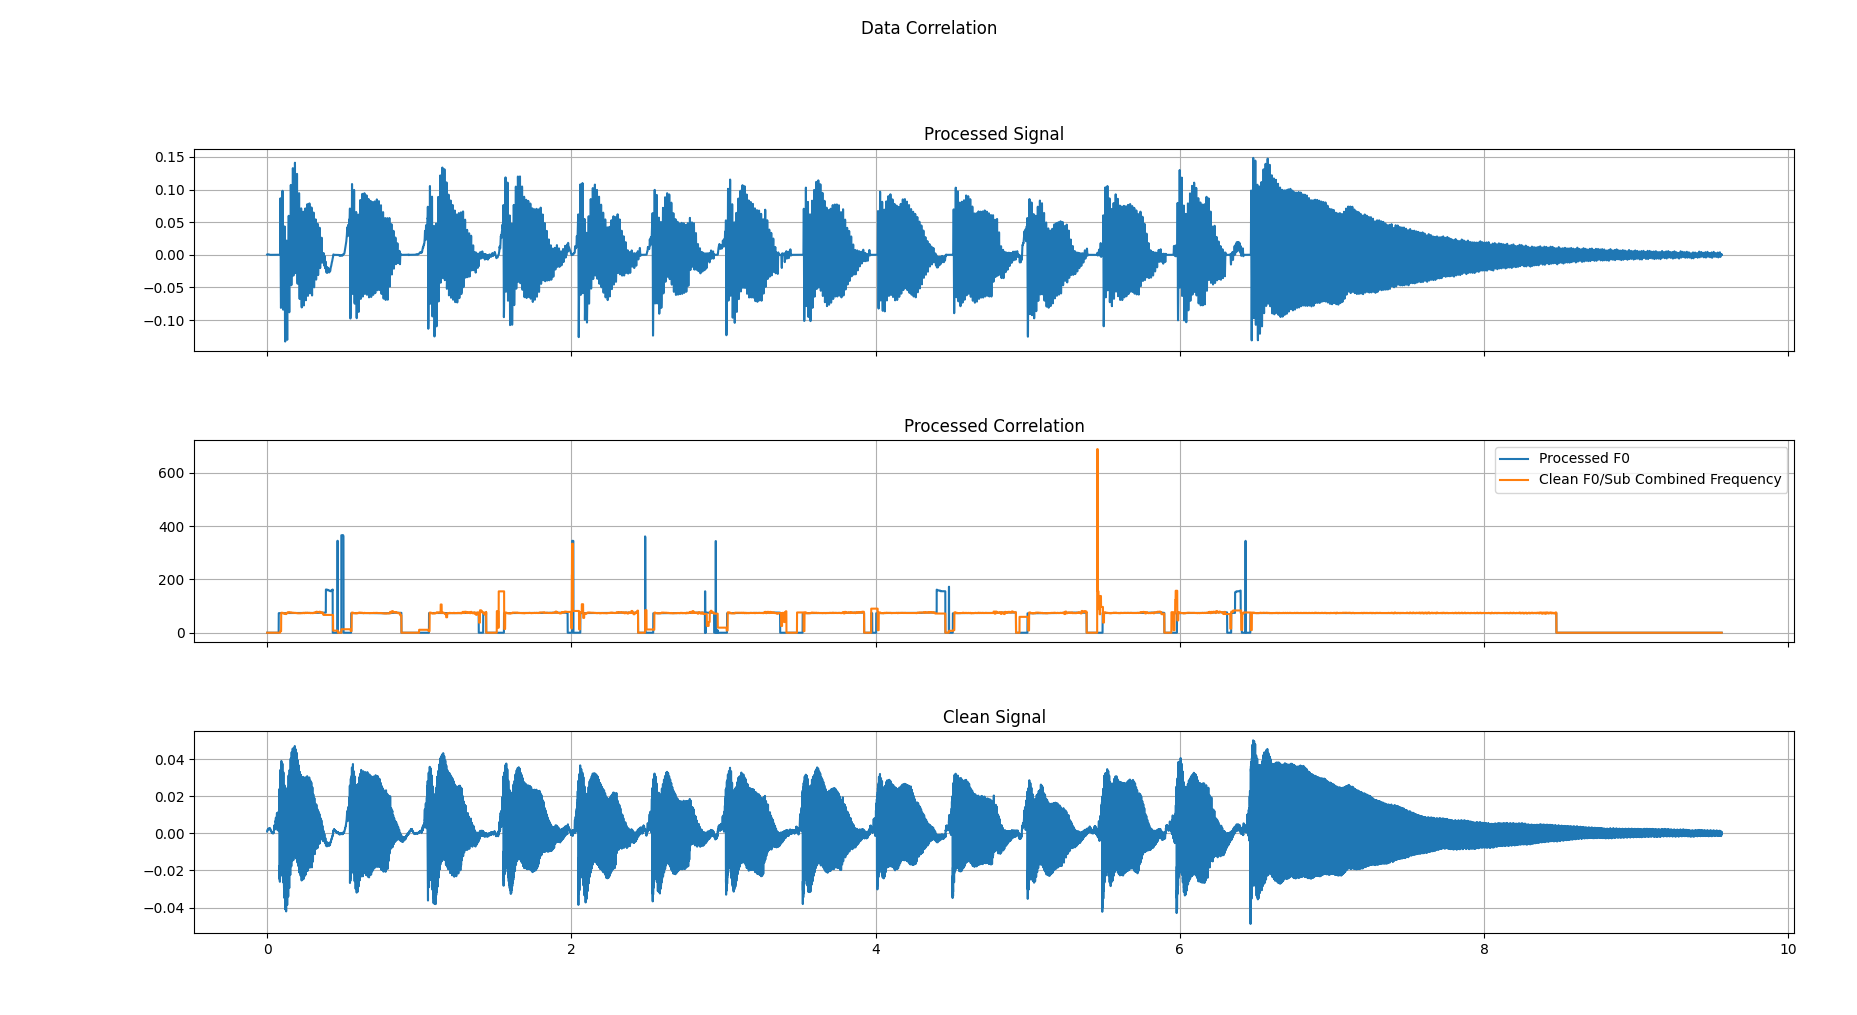 Data Correlation
Processed Signal
0.15
0.10
0.05
0.00
−0.05
−0.10
Processed Correlation
600
400
200
0
Processed F0
Clean F0/Sub Combined Frequency
Clean Signal
0.04
0.02
0.00
−0.02
−0.04
0 2 4 6 8 10